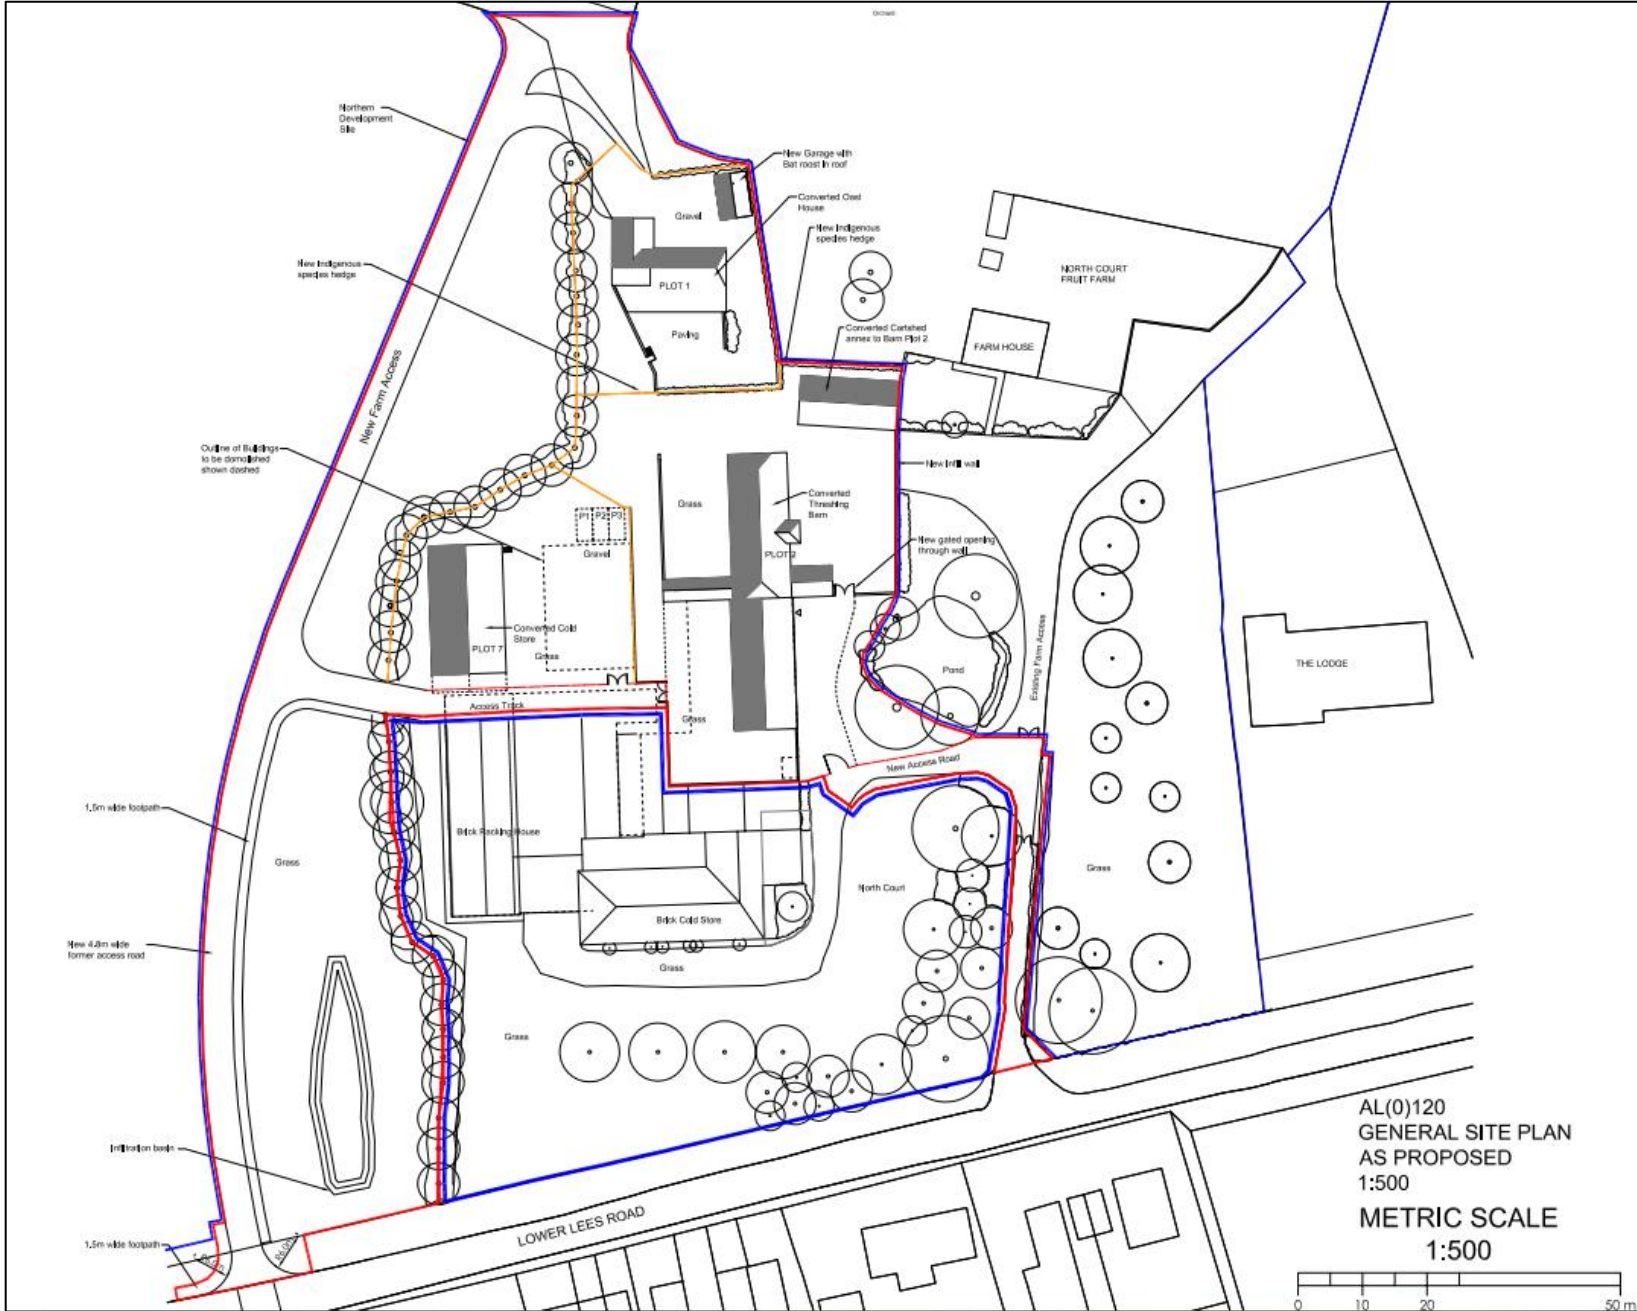 Orchard
Northern
Development
Site
New Garage with
Bat roost in roof
Converted Oast
House
Gravel
New Indigenous
species hedge
New Indigenous
species hedge
NORTH COURT
FRUIT FARM
PLOT 1
Paving
Converted Cartshed
annex to Barn Plot 2
FARM HOUSE
New Farm Access
Outline of Buildings
to be demolished
shown dashed
New infill wall
Grass
Converted
Threshing
Barn
P1 P2 P3
Gravel
PLOT 2
New gated opening
through wall
Converted Cold
Store
PLOT 7
Grass
Pond
Existing Farm Access
THE LODGE
Access Track
Grass
New Access Road
1.5m wide footpath
Brick Packing House
Grass
Grass
North Court
Brick Cold Store
New 4.8m wide
former access road
Grass
Grass
Infiltration basin
LOWER LEES ROAD
1.5m wide footpath
R6.0m
AL(0)120
GENERAL SITE PLAN
AS PROPOSED
1:500
METRIC SCALE
1:500
0 10 20 50 m